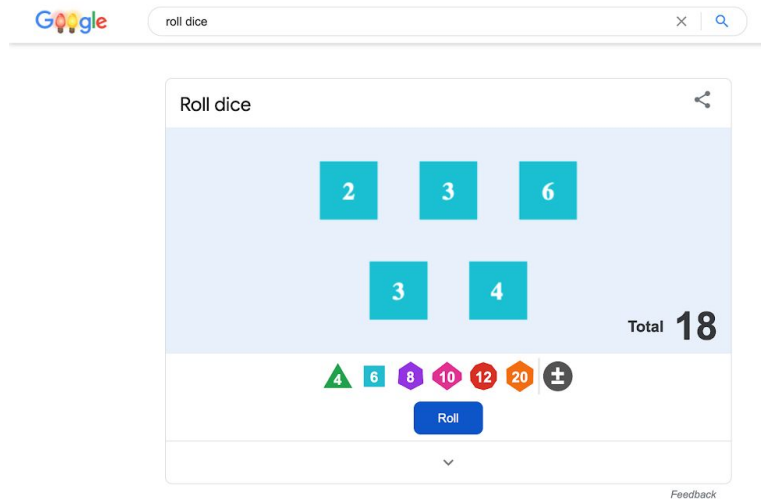 Google
roll dice
Roll dice
2 3 6
3 4
Total 18
4 6 8 10 12 20 ±
Roll
Feedback